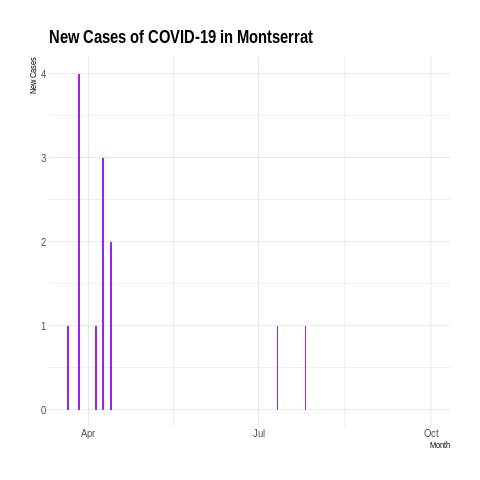 New Cases of COVID-19 in Montserrat
New Cases
4
3
2
1
0
Apr
Jul
Oct
Month